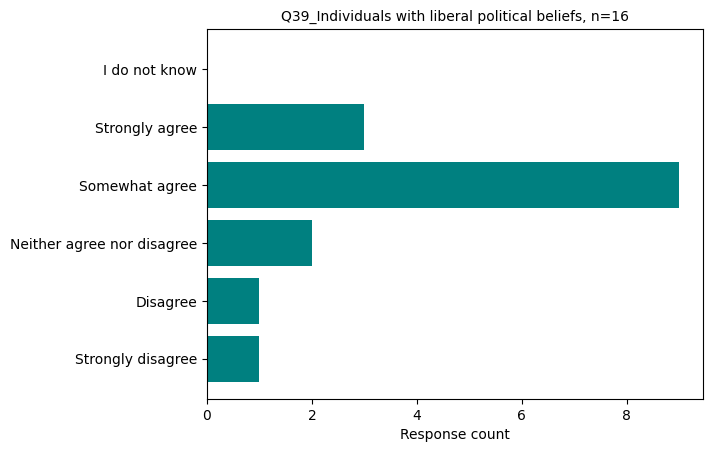 Q39_Individuals with liberal political beliefs, n=16
I do not know
Strongly agree
Somewhat agree
Neither agree nor disagree
Disagree
Strongly disagree
0 2 4 6 8
Response count